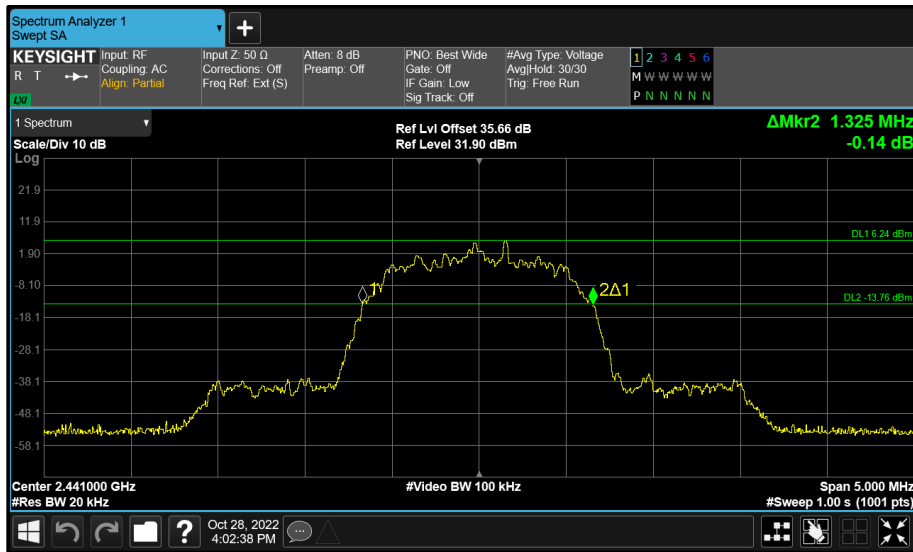 Spectrum Analyzer 1
Swept SA
+
KEYSIGHT
R T
LXI
Input: RF
Coupling: AC
Align: Partial
Input Z: 50 Ω
Corrections: Off
Freq Ref: Ext (S)
Atten: 8 dB
Preamp: Off
PNO: Best Wide
Gate: Off
IF Gain: Low
Sig Track: Off
#Avg Type: Voltage
Avg|Hold: 30/30
Trig: Free Run
1 2 3 4 5 6
M W W W W W
P N N N N N
1 Spectrum
Scale/Div 10 dB
Ref Lvl Offset 35.66 dB
Ref Level 31.90 dBm
ΔMkr2 1.325 MHz
-0.14 dB
Log
21.9
11.9
DL1 6.24 dBm
1.90
-8.10
1
2Δ1
DL2 -13.76 dBm
-18.1
-28.1
-38.1
-48.1
-58.1
Center 2.441000 GHz
#Res BW 20 kHz
#Video BW 100 kHz
Span 5.000 MHz
#Sweep 1.00 s (1001 pts)
?
Oct 28, 2022
4:02:38 PM